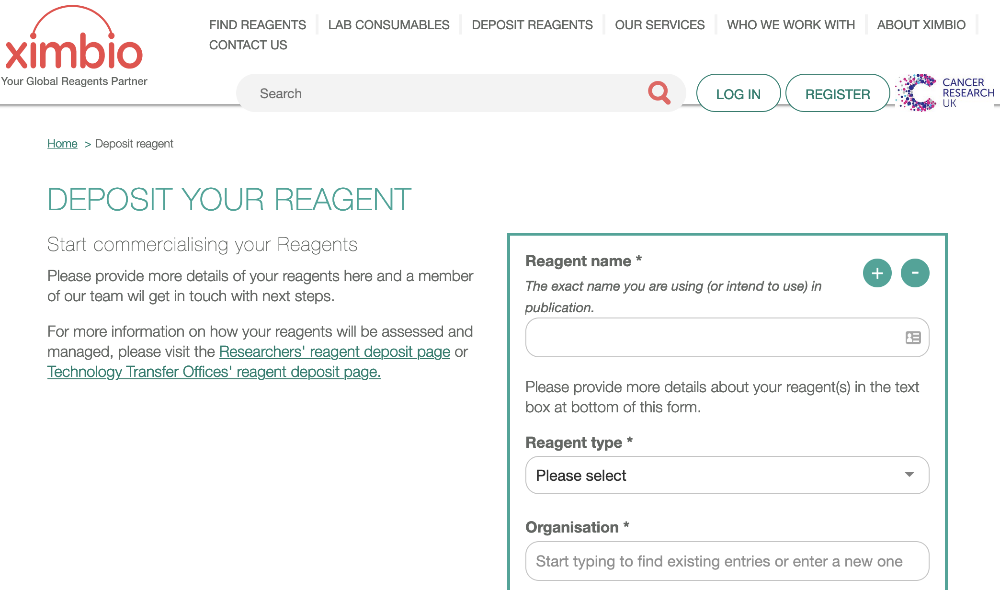 ximbio
Your Global Reagents Partner
FIND REAGENTS
LAB CONSUMABLES
DEPOSIT REAGENTS
OUR SERVICES
WHO WE WORK WITH
ABOUT XIMBIO
CONTACT US
Search
LOG IN
REGISTER
CANCER
RESEARCH
UK
Home > Deposit reagent
DEPOSIT YOUR REAGENT
Start commercialising your Reagents
Please provide more details of your reagents here and a member
of our team wil get in touch with next steps.
For more information on how your reagents will be assessed and
managed, please visit the Researchers' reagent deposit page or
Technology Transfer Offices' reagent deposit page.
Reagent name *
+
-
The exact name you are using (or intend to use) in
publication.
Please provide more details about your reagent(s) in the text
box at bottom of this form.
Reagent type *
Please select
Organisation *
Start typing to find existing entries or enter a new one